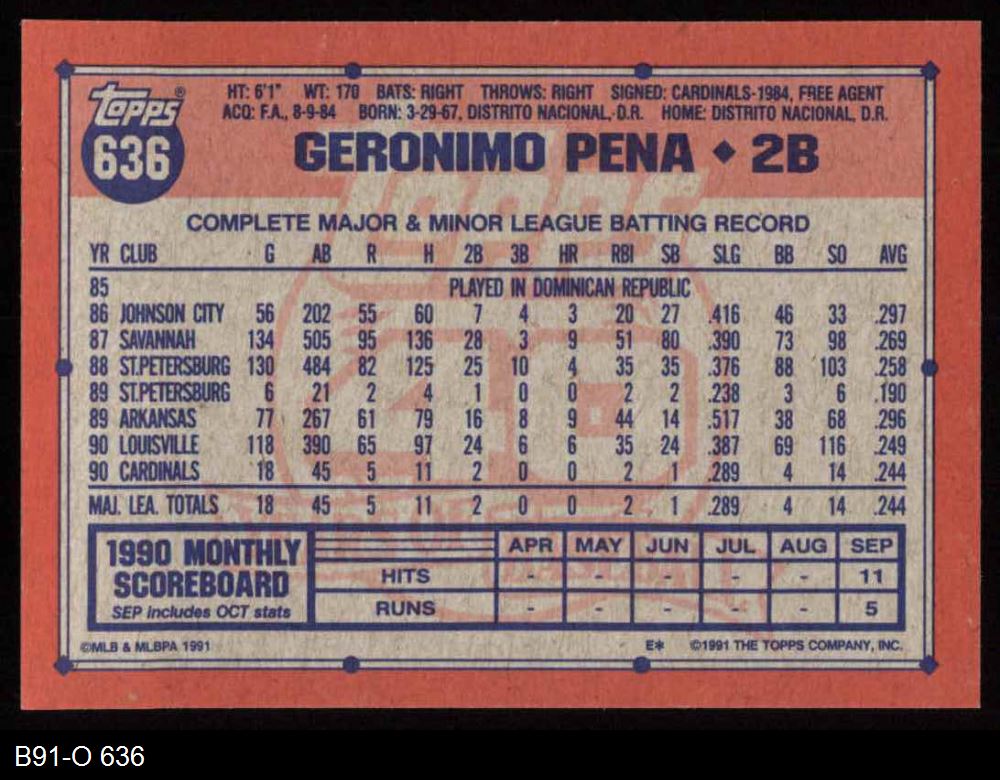 topps®
636
HT: 6'1" WT: 170 BATS: RIGHT THROWS: RIGHT SIGNED: CARDINALS-1984, FREE AGENT
ACQ: F.A., 8-9-84 BORN: 3-29-67, DISTRITO NACIONAL, D.R. HOME: DISTRITO NACIONAL, D.R.
GERONIMO PENA ◆ 2B
COMPLETE MAJOR & MINOR LEAGUE BATTING RECORD
YR CLUB G AB R H 2B 3B HR RBI SB SLG BB SO AVG
85 PLAYED IN DOMINICAN REPUBLIC
86 JOHNSON CITY 56 202 55 60 7 4 3 20 27 .416 46 33 .297
87 SAVANNAH 134 505 95 136 28 3 9 51 80 .390 73 98 .269
88 ST.PETERSBURG 130 484 82 125 25 10 4 35 35 .376 88 103 .258
89 ST.PETERSBURG 6 21 2 4 1 0 0 2 2 .238 3 6 .190
89 ARKANSAS 77 267 61 79 16 8 9 44 14 .517 38 68 .296
90 LOUISVILLE 118 390 65 97 24 6 6 35 24 .387 69 116 .249
90 CARDINALS 18 45 5 11 2 0 0 2 1 .289 4 14 .244
MAJ. LEA. TOTALS 18 45 5 11 2 0 0 2 1 .289 4 14 .244
1990 MONTHLY
SCOREBOARD
SEP includes OCT stats
APR MAY JUN JUL AUG SEP
HITS - - - - - 11
RUNS - - - - - 5
©MLB & MLBPA 1991 E* ©1991 THE TOPPS COMPANY, INC.
B91-O 636